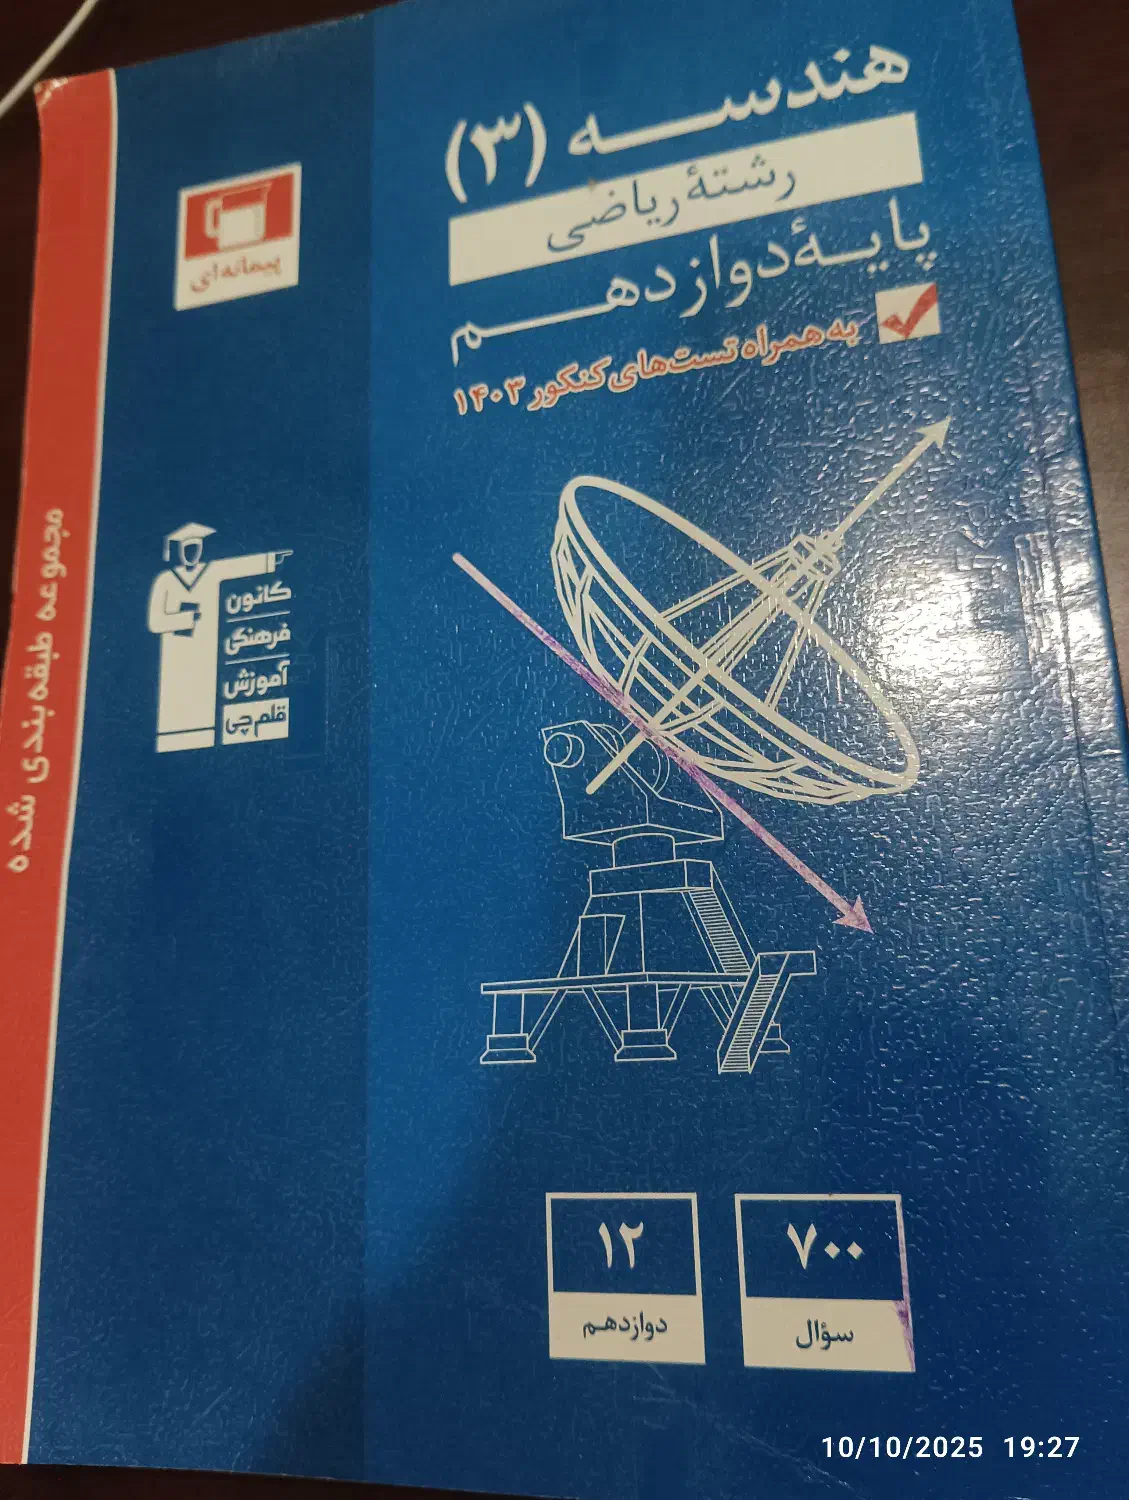 هندسه (۳)
رشتهٔ ریاضی
پایهٔ دوازدهم
به همراه تست‌های کنکور ۱۴۰۳
پیمانه‌ای
مجموعه طبقه‌بندی شده
کانون
فرهنگی
آموزش
قلم‌چی
۷۰۰
سؤال
۱۲
دوازدهم
10/10/2025 19:27